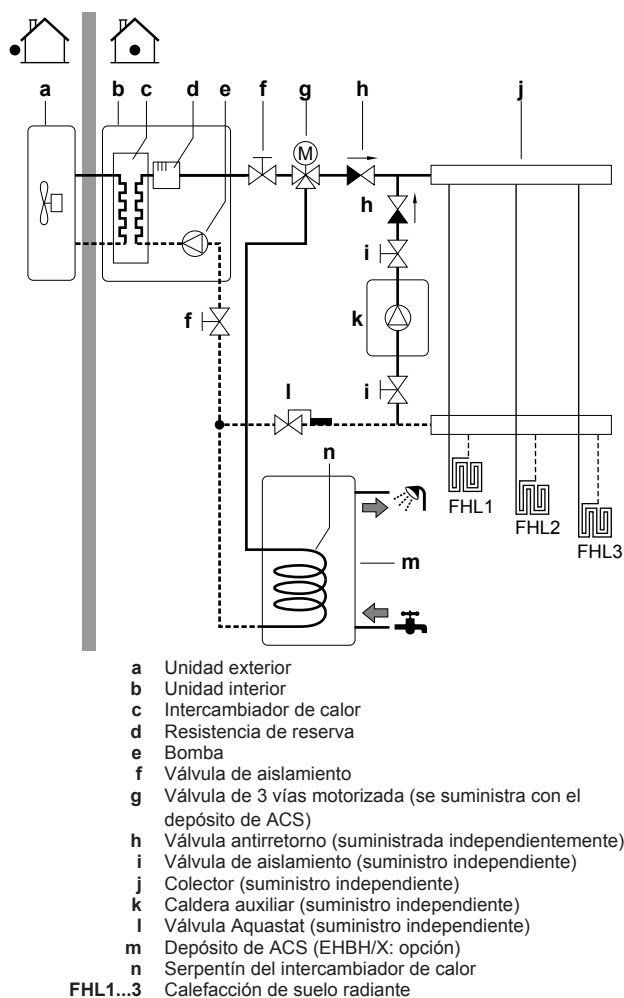 a b c d e f g h j
M
h
i
f k
i
l
n
FHL1
FHL2
FHL3
m
a Unidad exterior
b Unidad interior
c Intercambiador de calor
d Resistencia de reserva
e Bomba
f Válvula de aislamiento
g Válvula de 3 vías motorizada (se suministra con el
depósito de ACS)
h Válvula antirretorno (suministrada independientemente)
i Válvula de aislamiento (suministro independiente)
j Colector (suministro independiente)
k Caldera auxiliar (suministro independiente)
l Válvula Aquastat (suministro independiente)
m Depósito de ACS (EHBH/X: opción)
n Serpentín del intercambiador de calor
FHL1...3 Calefacción de suelo radiante